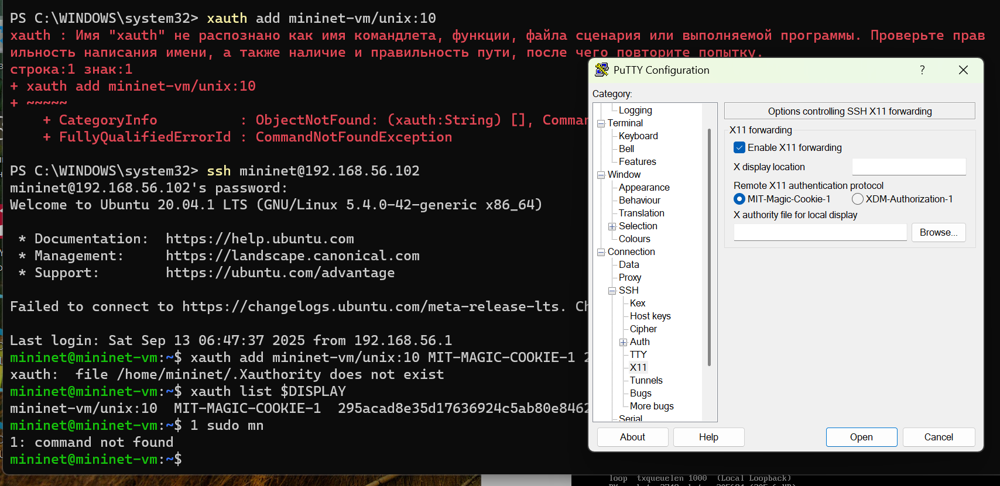 PS C:\WINDOWS\system32> xauth add mininet-vm/unix:10
xauth : Имя "xauth" не распознано как имя командлета, функции, файла сценария или выполняемой программы. Проверьте прав
ильность написания имени, а также наличие и правильность пути, после чего повторите попытку.
строка:1 знак:1
+ xauth add mininet-vm/unix:10
+ ~~~~~
    + CategoryInfo          : ObjectNotFound: (xauth:String) [], Comman
    + FullyQualifiedErrorId : CommandNotFoundException
PS C:\WINDOWS\system32> ssh mininet@192.168.56.102
mininet@192.168.56.102's password:
Welcome to Ubuntu 20.04.1 LTS (GNU/Linux 5.4.0-42-generic x86_64)
 * Documentation:  https://help.ubuntu.com
 * Management:     https://landscape.canonical.com
 * Support:        https://ubuntu.com/advantage
Failed to connect to https://changelogs.ubuntu.com/meta-release-lts. Ch
Last login: Sat Sep 13 06:47:37 2025 from 192.168.56.1
mininet@mininet-vm:~$ xauth add mininet-vm/unix:10 MIT-MAGIC-COOKIE-1 2
xauth:  file /home/mininet/.Xauthority does not exist
mininet@mininet-vm:~$ xauth list $DISPLAY
mininet-vm/unix:10  MIT-MAGIC-COOKIE-1  295acad8e35d17636924c5ab80e8462
mininet@mininet-vm:~$ 1 sudo mn
1: command not found
mininet@mininet-vm:~$
PuTTY Configuration
?
Category:
Logging
Terminal
Keyboard
Bell
Features
Window
Appearance
Behaviour
Translation
Selection
Colours
Connection
Data
Proxy
SSH
Kex
Host keys
Cipher
Auth
TTY
X11
Tunnels
Bugs
More bugs
Serial
Options controlling SSH X11 forwarding
X11 forwarding
Enable X11 forwarding
X display location
Remote X11 authentication protocol
MIT-Magic-Cookie-1
XDM-Authorization-1
X authority file for local display
Browse...
About
Help
Open
Cancel
loop  txqueuelen 1000  (Local Loopback)